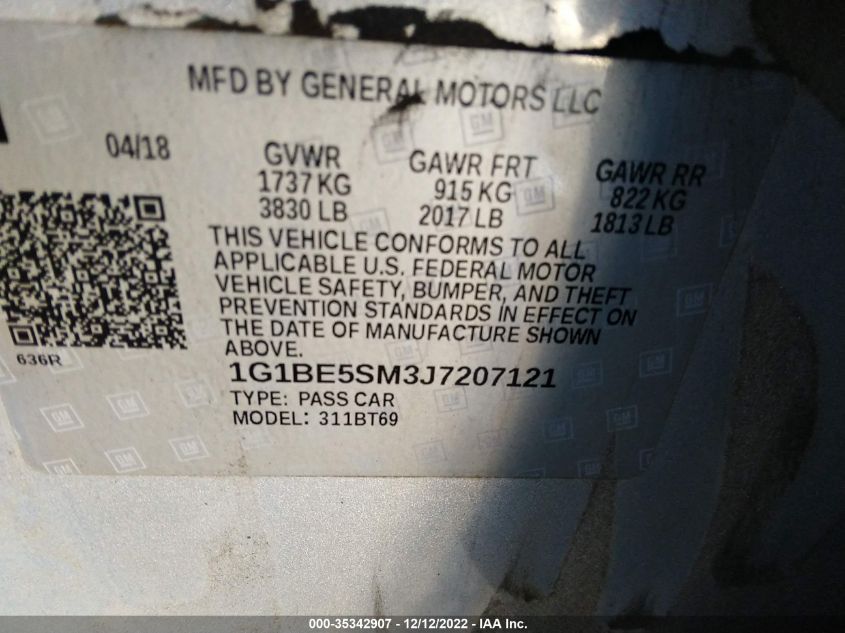 MFD BY GENERAL MOTORS LLC
04/18
GVWR
1737 KG
3830 LB
GAWR FRT
915 KG
2017 LB
GAWR RR
822 KG
1813 LB
THIS VEHICLE CONFORMS TO ALL
APPLICABLE U.S. FEDERAL MOTOR
VEHICLE SAFETY, BUMPER, AND THEFT
PREVENTION STANDARDS IN EFFECT ON
THE DATE OF MANUFACTURE SHOWN
ABOVE.
636R
1G1BE5SM3J7207121
TYPE: PASS CAR
MODEL: 311BT69
000-35342907 - 12/12/2022 - IAA Inc.